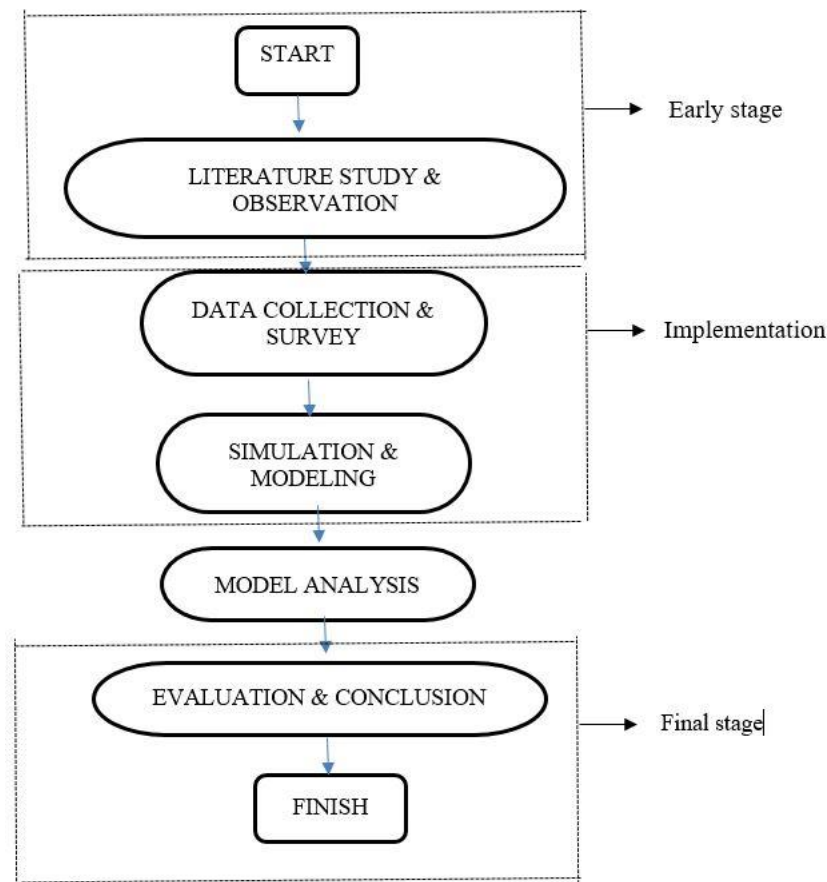 START
Early stage
LITERATURE STUDY &
OBSERVATION
DATA COLLECTION &
SURVEY
Implementation
SIMULATION &
MODELING
MODEL ANALYSIS
EVALUATION & CONCLUSION
Final stage
FINISH